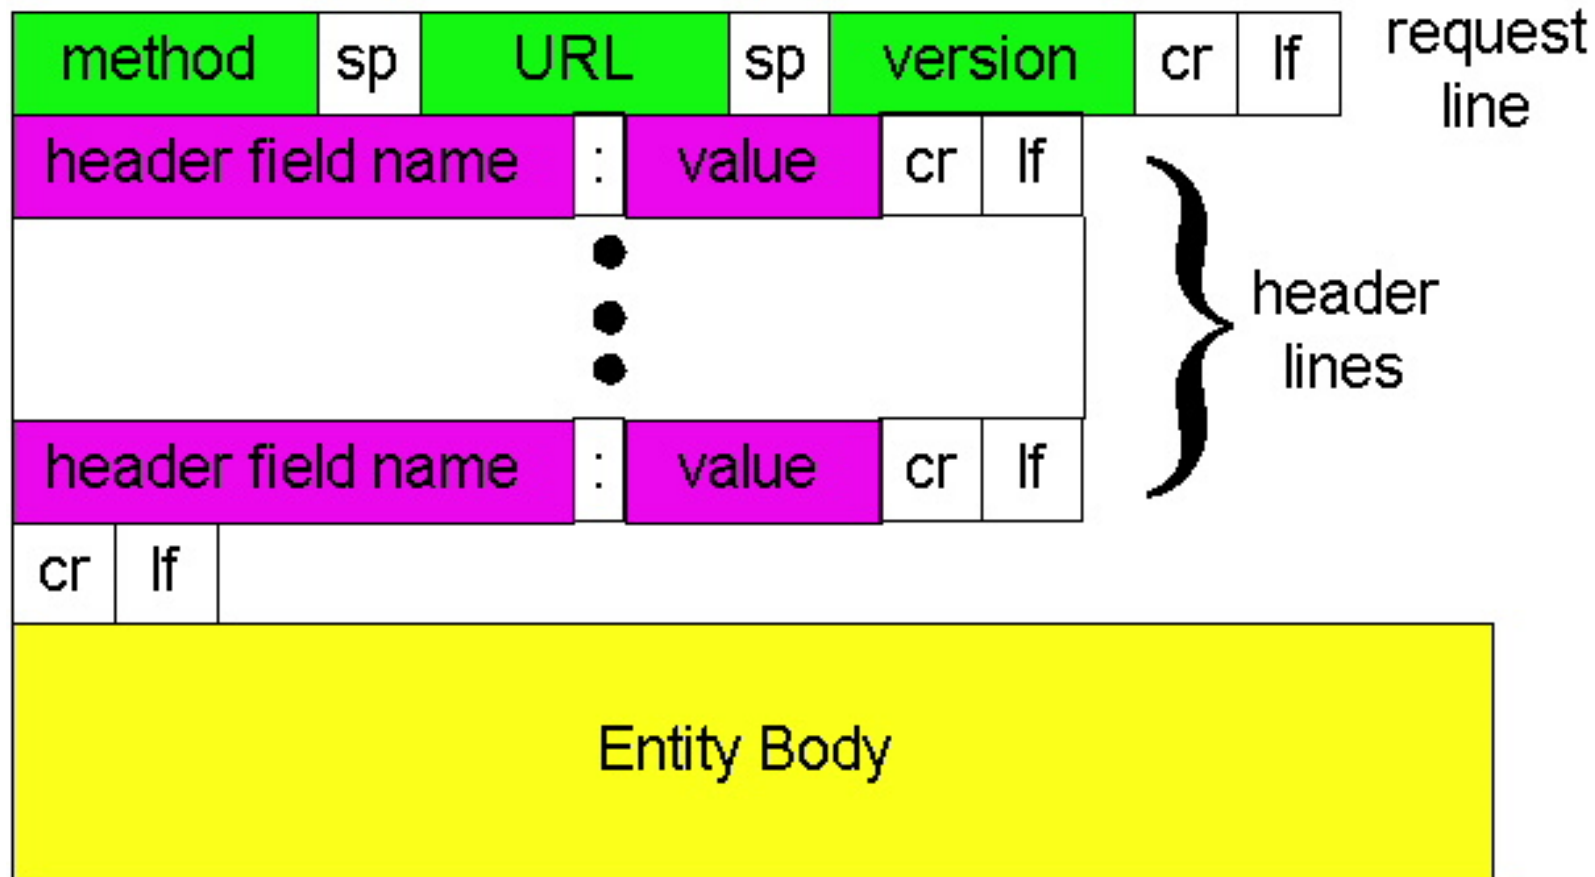 method sp URL sp version cr lf
request
line
header field name : value cr lf
header
lines
header field name : value cr lf
cr lf
Entity Body